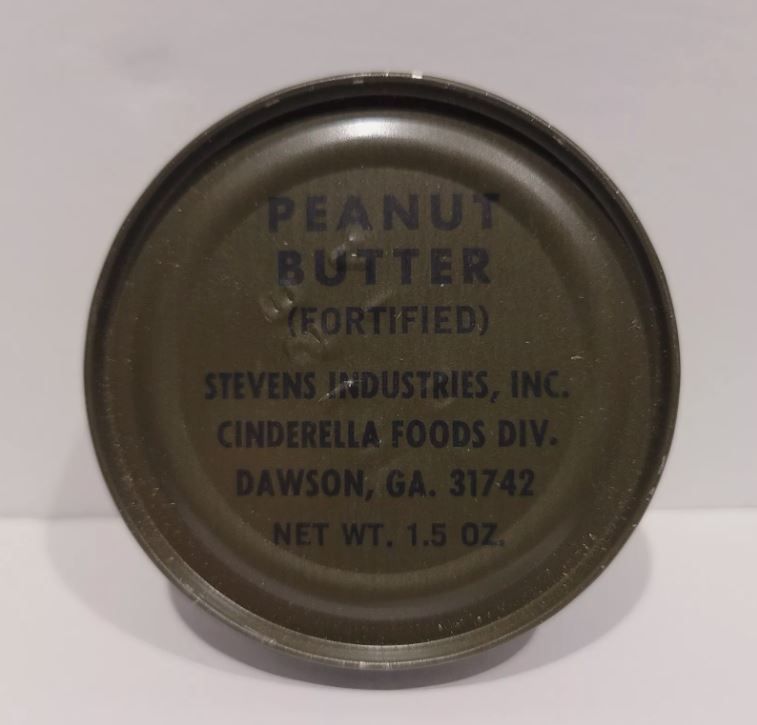 PEANUT
BUTTER
(FORTIFIED)
STEVENS INDUSTRIES, INC.
CINDERELLA FOODS DIV.
DAWSON, GA. 31742
NET WT. 1.5 OZ.